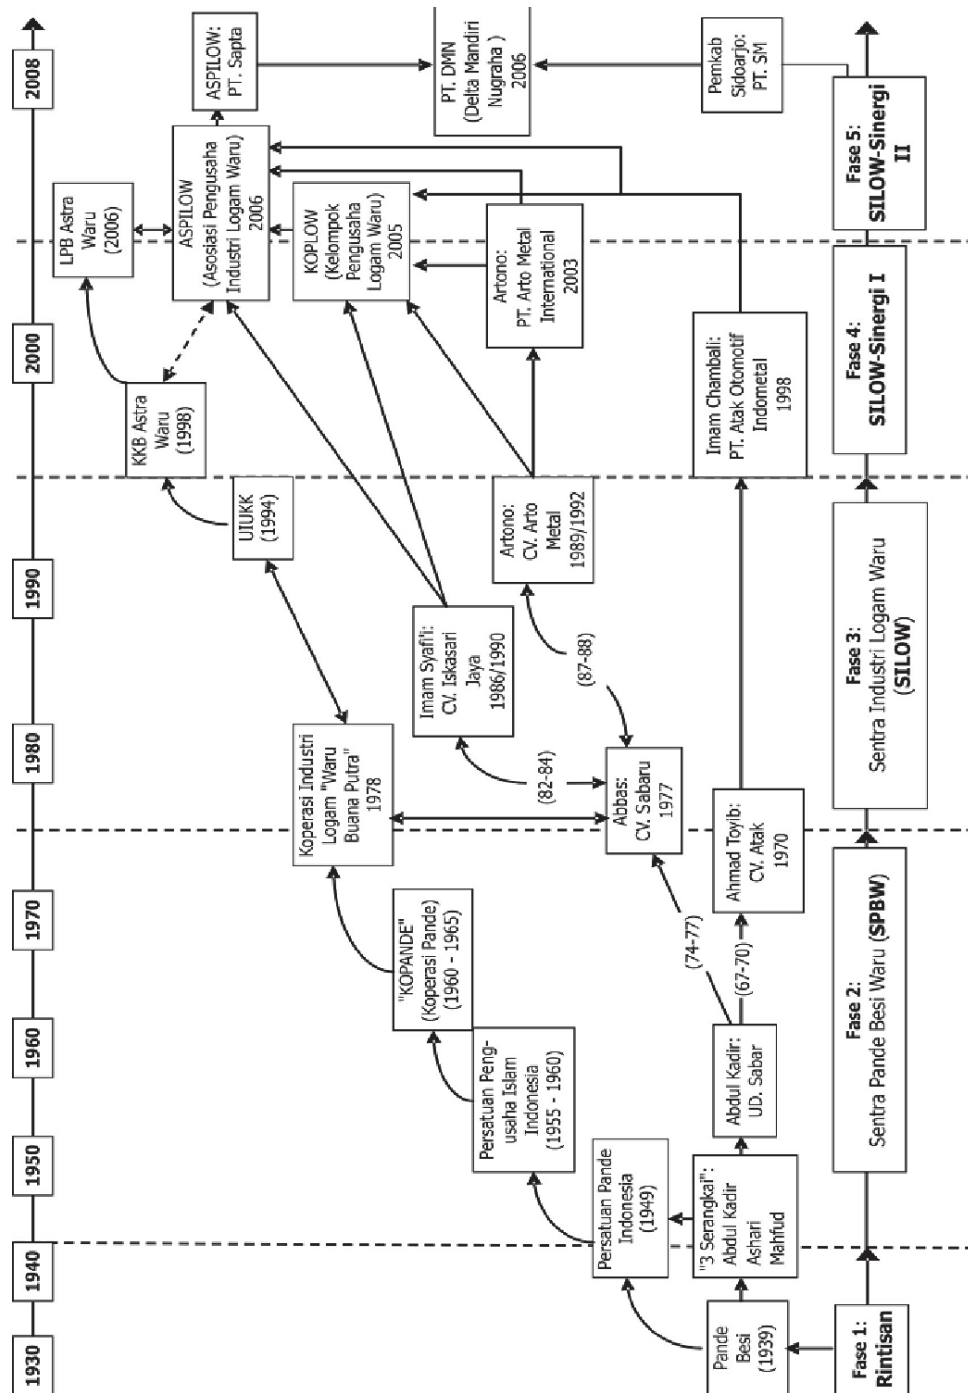 1930
1940
1950
1960
1970
1980
1990
2000
2008
LPB Astra
Waru
(2006)
KKB Astra
Waru
(1998)
UIUKK
(1994)
ASPILOW:
PT. Sapta
ASPILOW
(Asosiasi Pengusaha
Industri Logam Waru)
2006
KOPLOW
(Kelompok
Pengusaha
Logam Waru)
2005
PT. DMN
(Delta Mandiri
Nugraha )
2006
Artono:
PT. Arto Metal
International
2003
Artono:
CV. Arto
Metal
1989/1992
Imam Syafi'i:
CV. Iskasari
Jaya
1986/1990
Koperasi Industri
Logam "Waru
Buana Putra"
1978
"KOPANDE"
(Koperasi Pande)
(1960 - 1965)
Persatuan Peng-
usaha Islam
Indonesia
(1955 - 1960)
Persatuan Pande
Indonesia
(1949)
Pemkab
Sidoarjo:
PT. SM
Imam Chambali:
PT. Atak Otomotif
Indometal
1998
(87-88)
(82-84)
Abbas:
CV. Sabaru
1977
(74-77)
(67-70)
Ahmad Toyib:
CV. Atak
1970
Abdul Kadir:
UD. Sabar
"3 Serangkai":
Abdul Kadir
Ashari
Mahfud
Pande
Besi
(1939)
Fase 1:
Rintisan
Fase 2:
Sentra Pande Besi Waru (SPBW)
Fase 3:
Sentra Industri Logam Waru
(SILOW)
Fase 4:
SILOW-Sinergi I
Fase 5:
SILOW-Sinergi
II